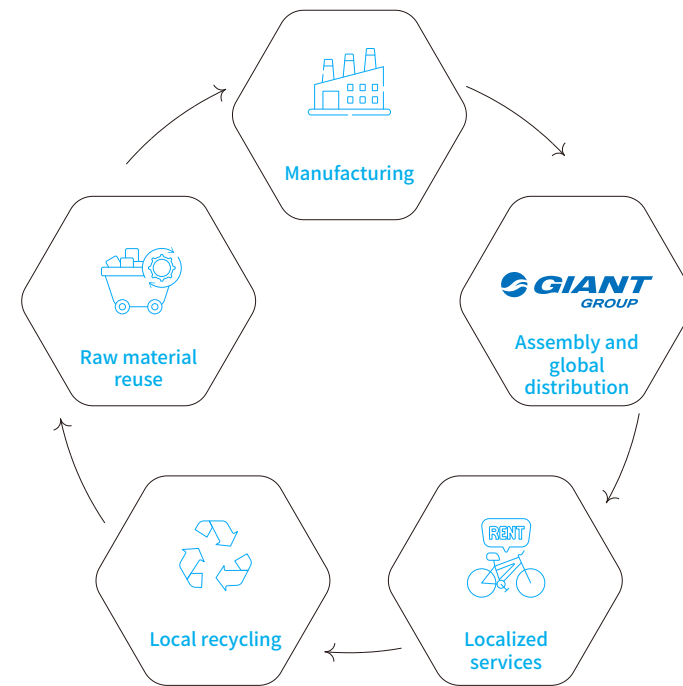 Manufacturing
GIANT
GROUP
Assembly and
global
distribution
RENT
Localized
services
Local recycling
Raw material
reuse